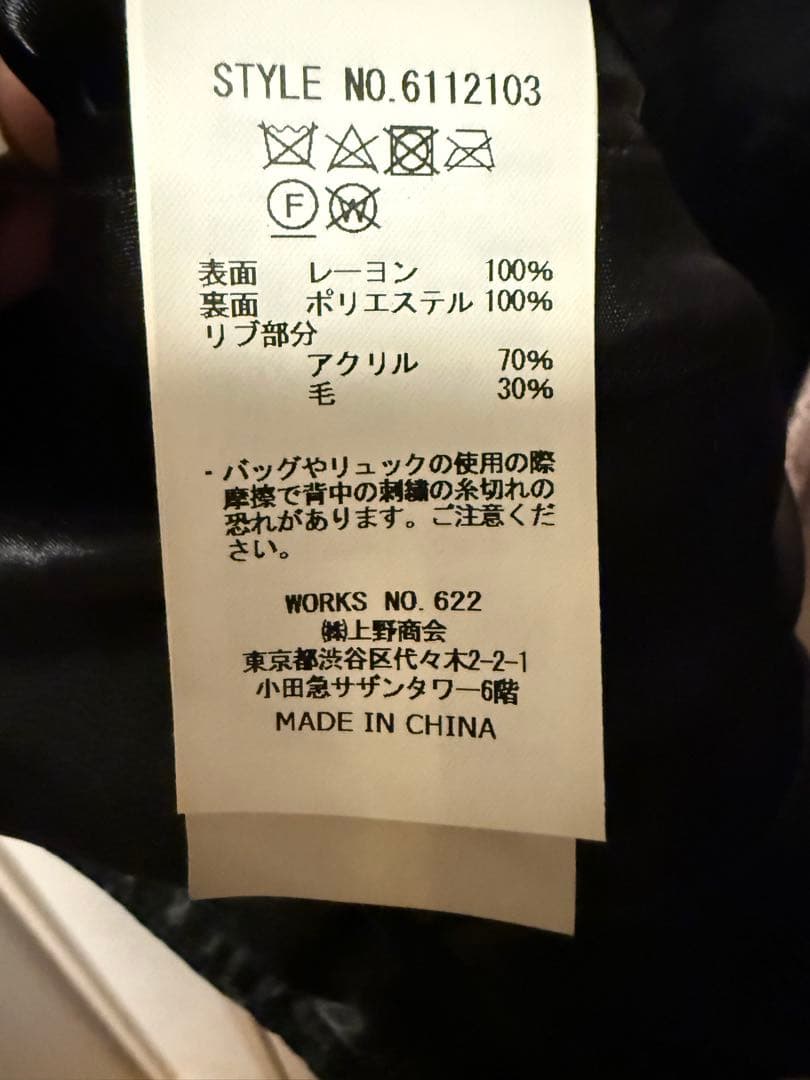 STYLE NO.6112103
F W
表面 レーヨン 100%
裏面 ポリエステル 100%
リブ部分
アクリル 70%
毛 30%
- バッグやリュックの使用の際
摩擦で背中の刺繍の糸切れの
恐れがあります。ご注意くだ
さい。
WORKS NO. 622
㈱上野商会
東京都渋谷区代々木2-2-1
小田急サザンタワー6階
MADE IN CHINA